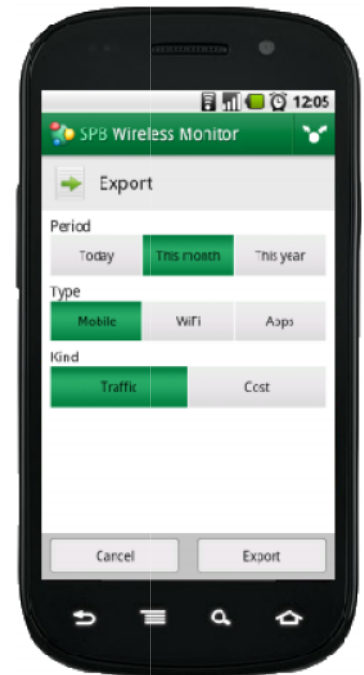 12:05
SPB Wireless Monitor
Export
Period
Today This month This year
Type
Mobile WiFi Apps
Kind
Traffic Cost
Cancel Export